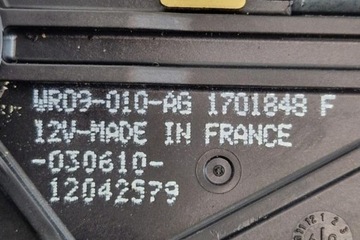 WR09-010-AG 1701848 F
12V-MADE IN FRANCE
-030610-
12042579